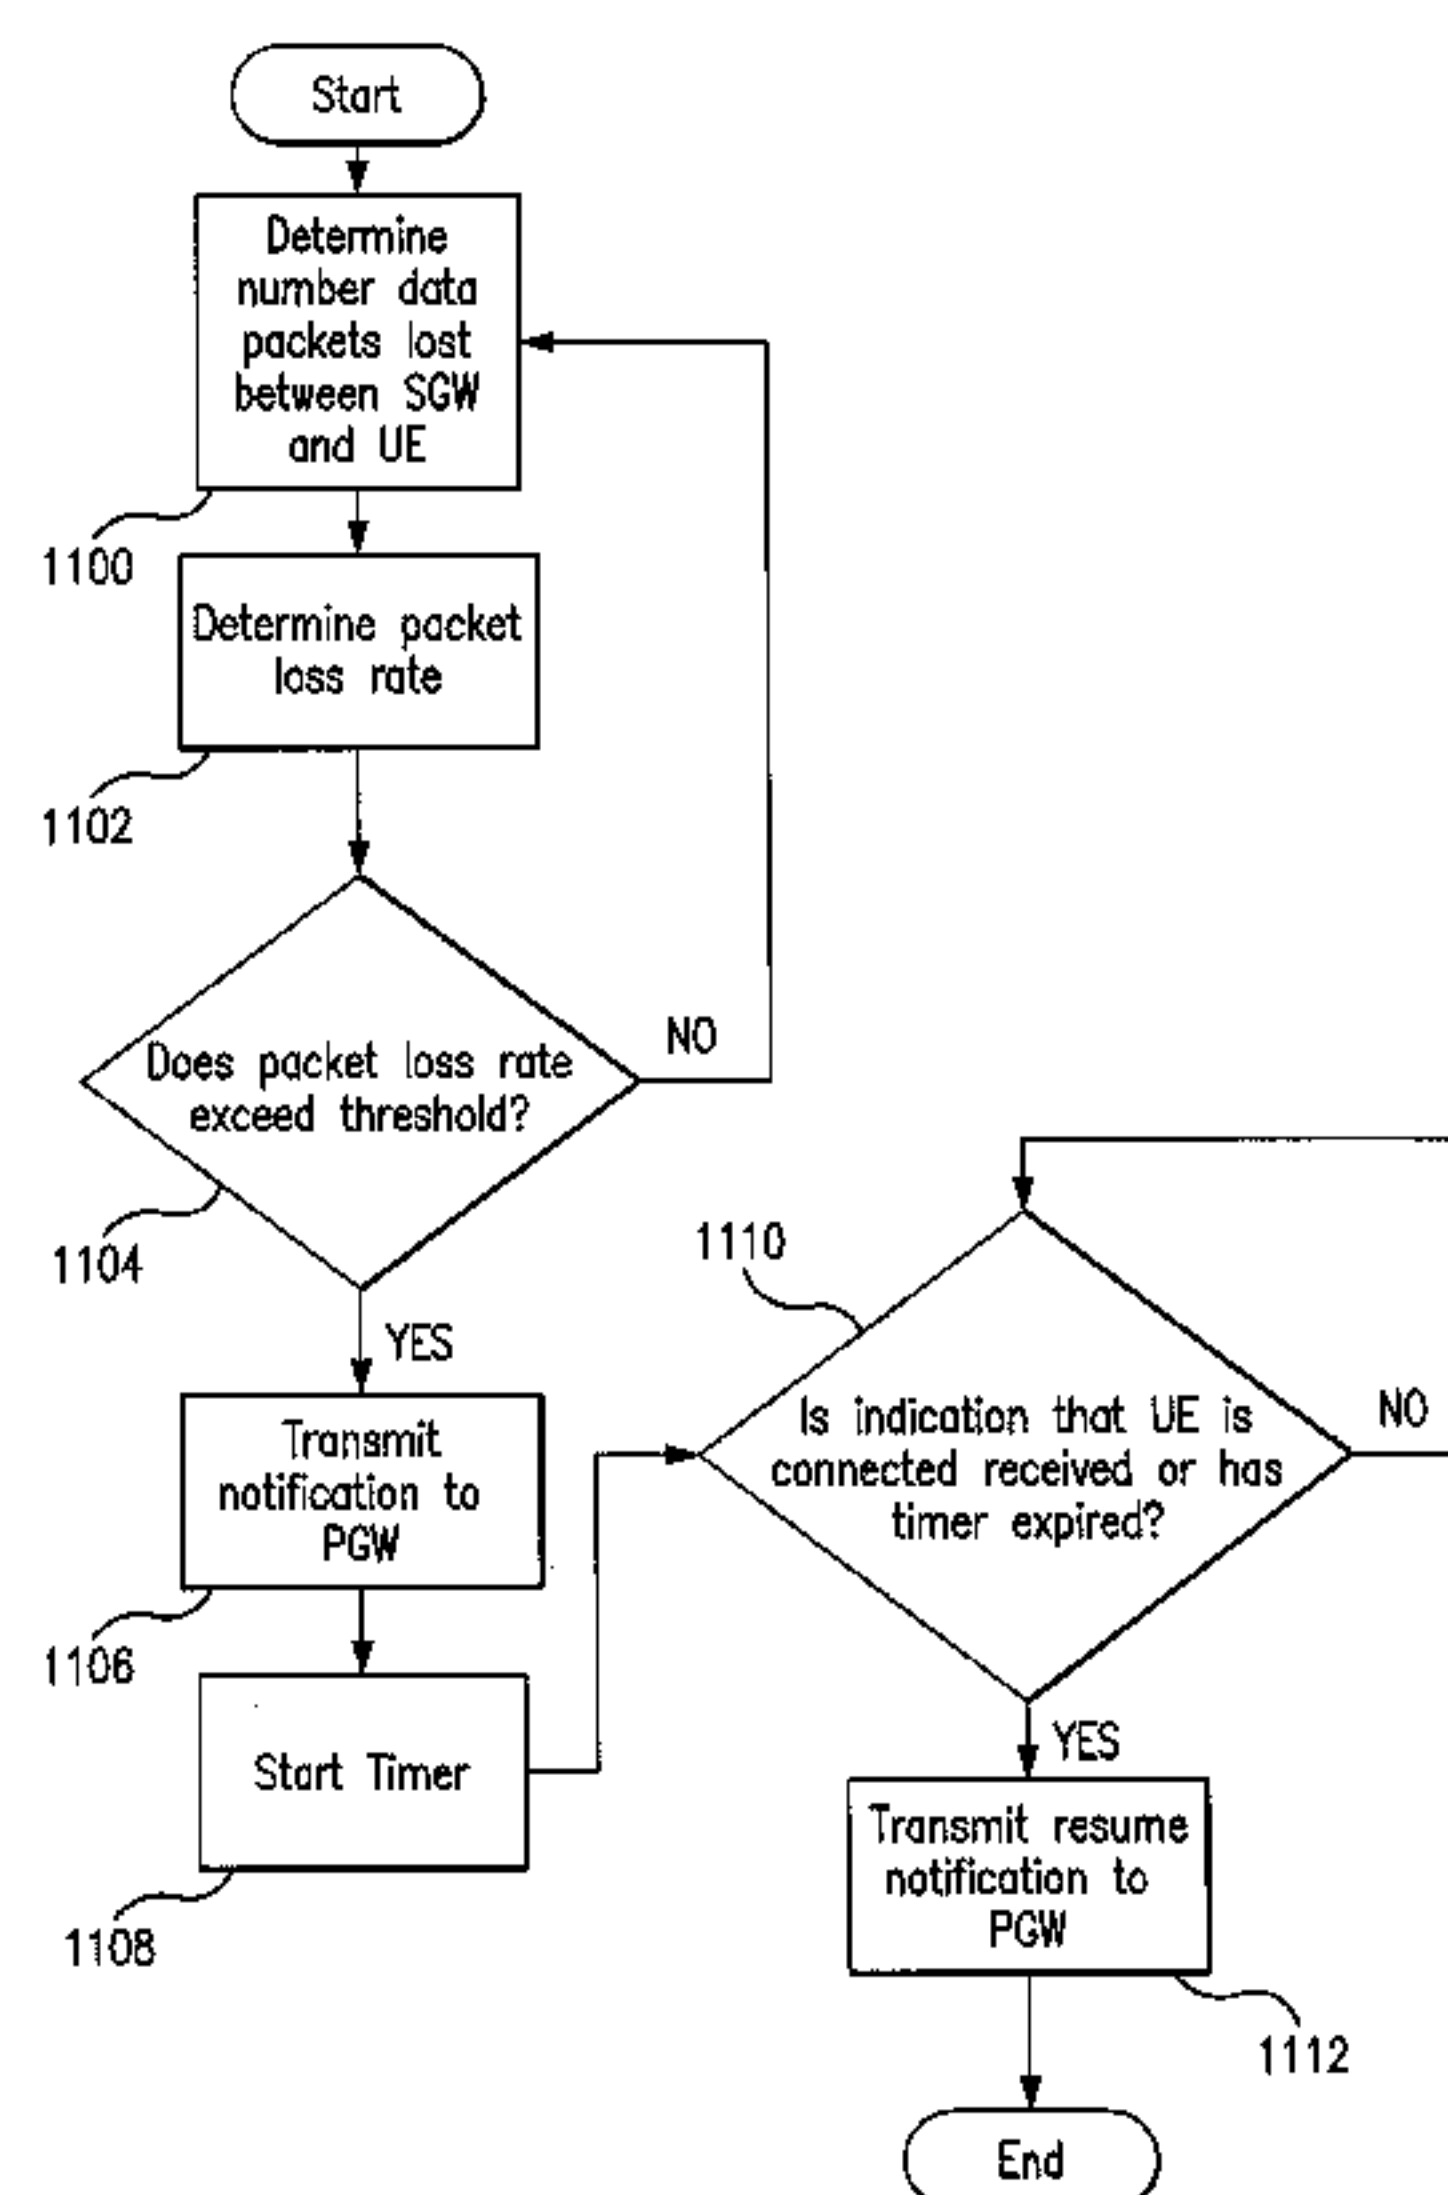 Start
Determine
number data
packets lost
between SGW
and UE
1100
Determine packet
loss rate
1102
Does packet loss rate
exceed threshold?
NO
1104
YES
Transmit
notification to
PGW
1106
Start Timer
1108
1110
Is indication that UE is
connected received or has
timer expired?
NO
YES
Transmit resume
notification to
PGW
1112
End